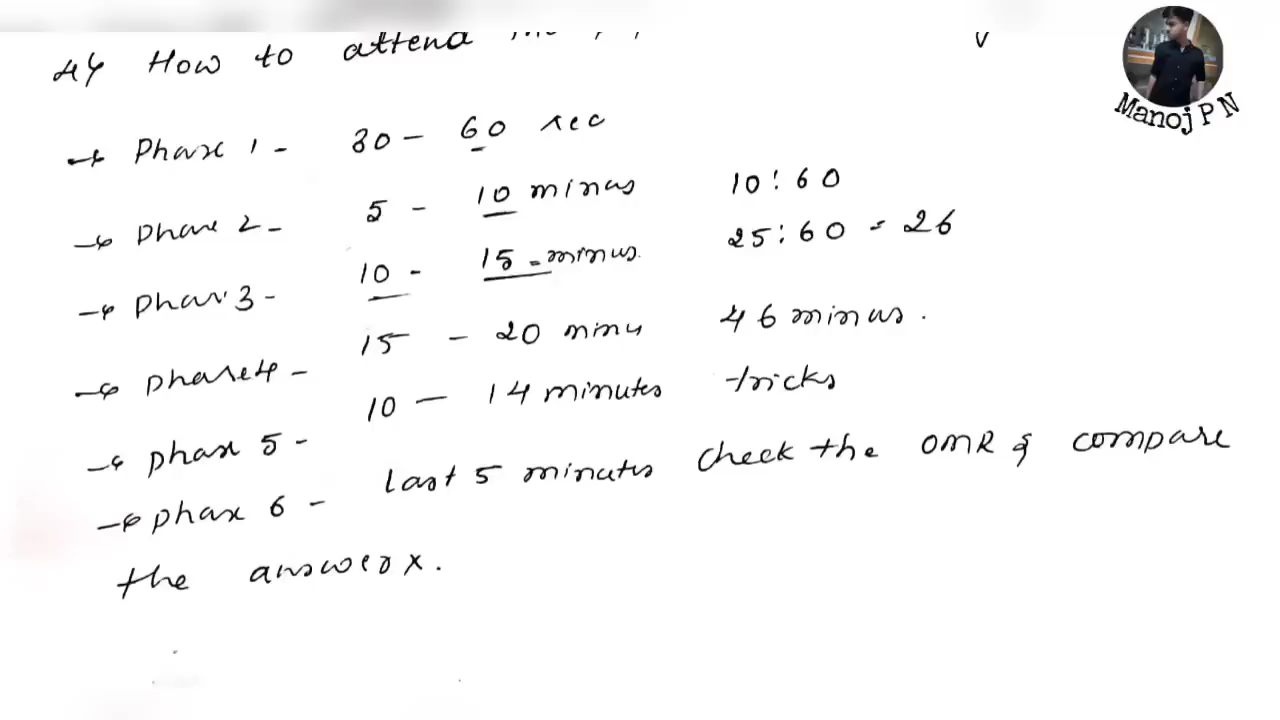 4) How to attend
→ Phase 1 - 30 - 60 sec
→ Phase 2 - 5 - 10 minus 10:60
→ Phase 3 - 10 - 15 - minus. 25:60 = 26
→ phase 4 - 15 - 20 minu 46 minus.
→ phase 5 - 10 - 14 minutes tricks
→ phase 6 - last 5 minutes check the OMR & compare
the answers x.
Manoj P N